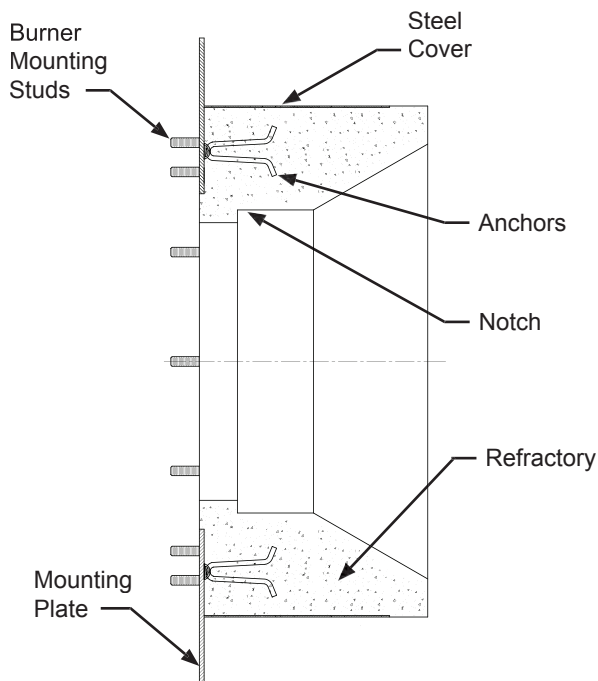 Burner
Mounting
Studs
Steel
Cover
Anchors
Notch
Refractory
Mounting
Plate